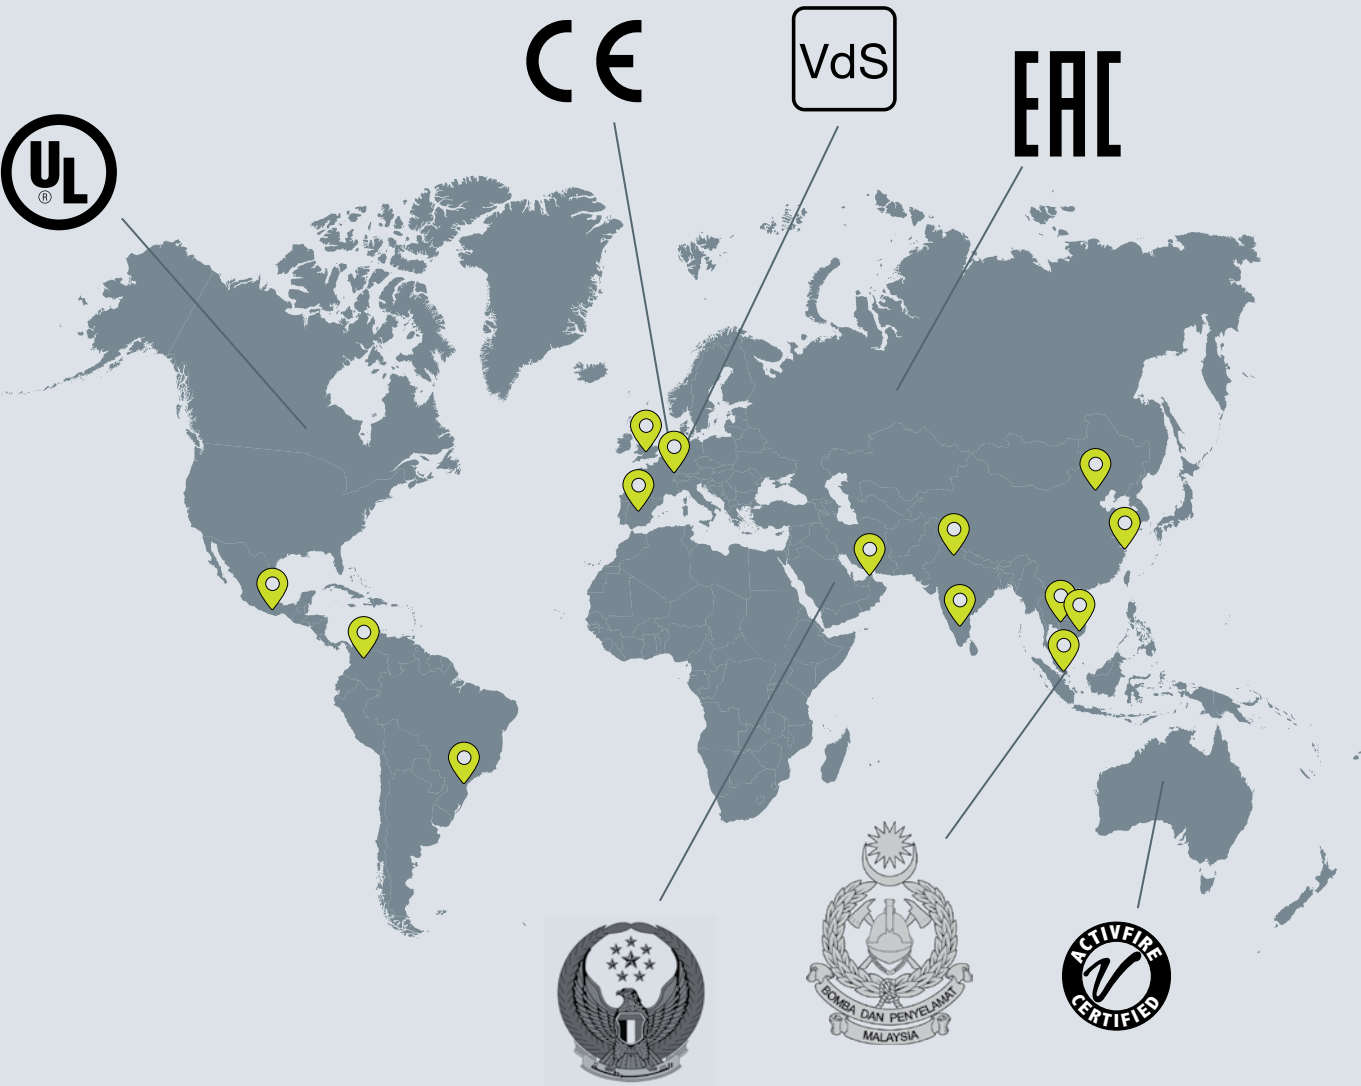 CE
VdS
EAC
UL
®
BOMBA DAN PENYELAMAT
MALAYSIA
ACTIVFIRE
V
CERTIFIED